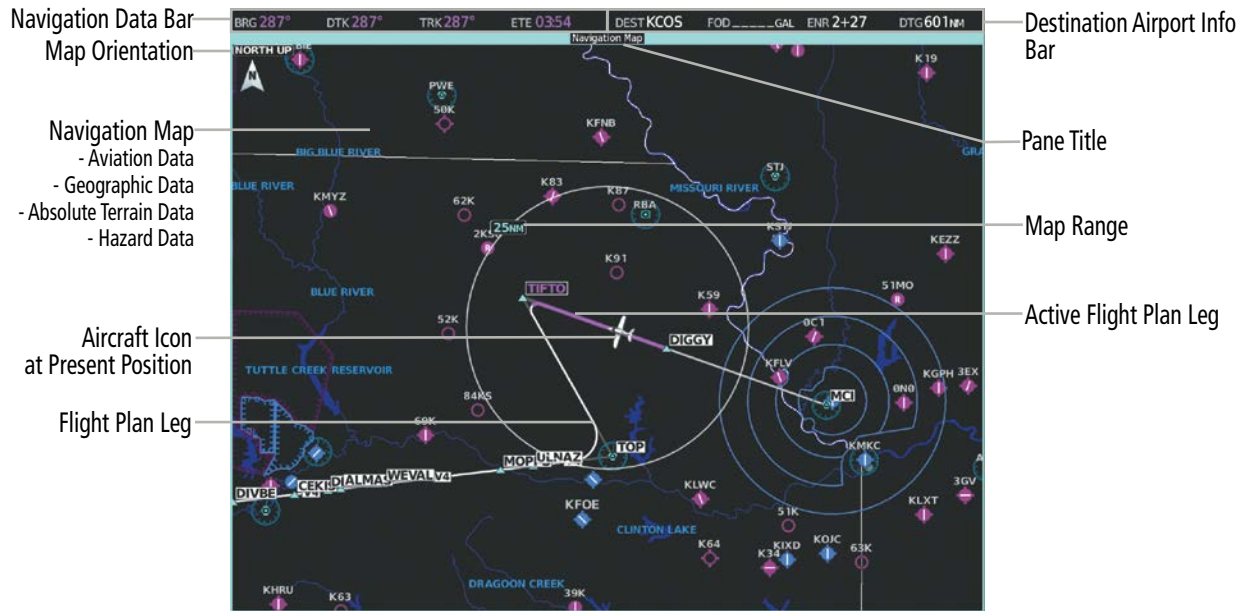 Navigation Data Bar
BRG 287° DTK 287° TRK 287° ETE 03:54 DEST KCOS FOD _____GAL ENR 2+27 DTG 601NM
Destination Airport Info
Bar
Map Orientation
Navigation Map
NORTH UP
N
K19
PWE
50K
KFNB
Navigation Map
- Aviation Data
- Geographic Data
- Absolute Terrain Data
- Hazard Data
Pane Title
BIG BLUE RIVER
GRA
STJ
BLUE RIVER
MISSOURI RIVER
KMYZ
62K
K83
K87
RBA
25NM
Map Range
KEZZ
K91
51MO
R
R
BLUE RIVER
TIFTO
K59
Active Flight Plan Leg
52K
DIGGY
0C1
Aircraft Icon
at Present Position
TUTTLE CREEK RESERVOIR
KFLV
KGPH
3EX
0N0
MCI
84KS
Flight Plan Leg
69K
TOP
KMKC
MOP
ULNAZ
WEVAL
V4
ALMA
CEKI
DIVBE
KLWC
3GV
KLXT
KFOE
51K
CLINTON LAKE
K64
K34
KIXD
KOJC
63K
DRAGOON CREEK
KHRU
K63
39K